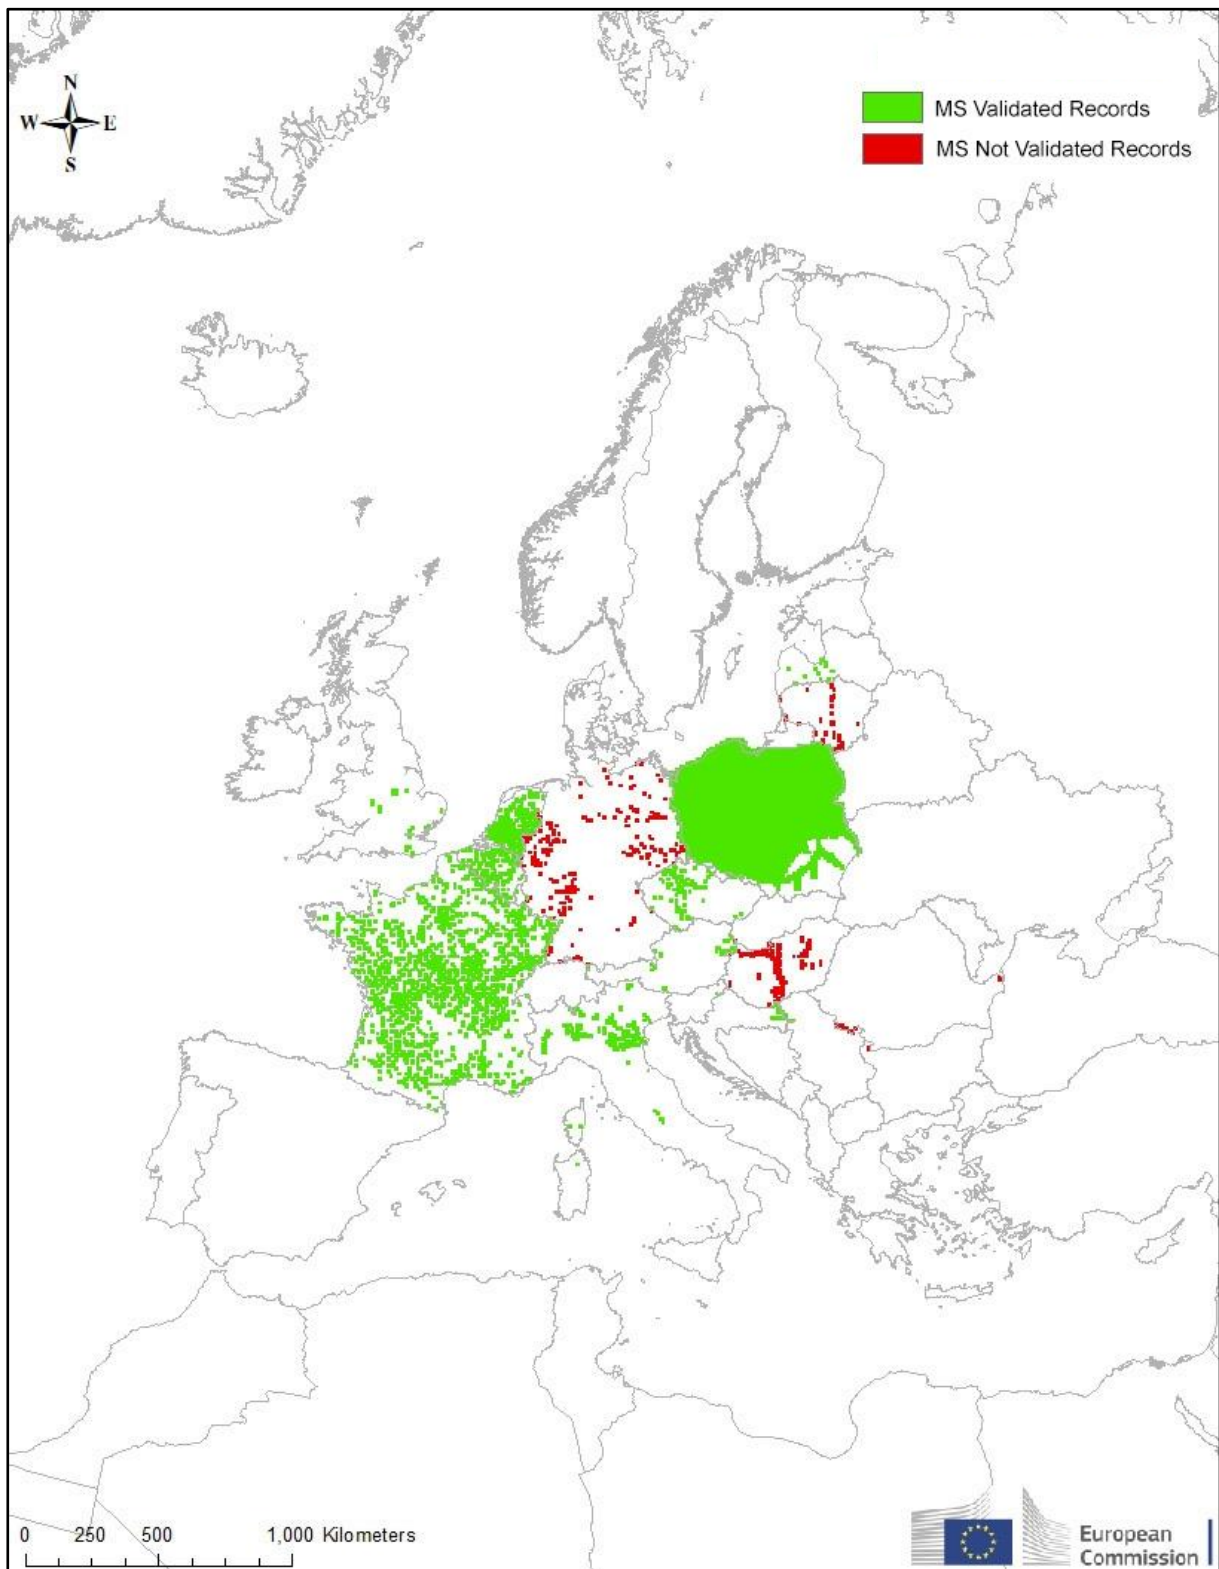 N
W E
S
MS Validated Records
MS Not Validated Records
0 250 500 1,000 Kilometers
European
Commission